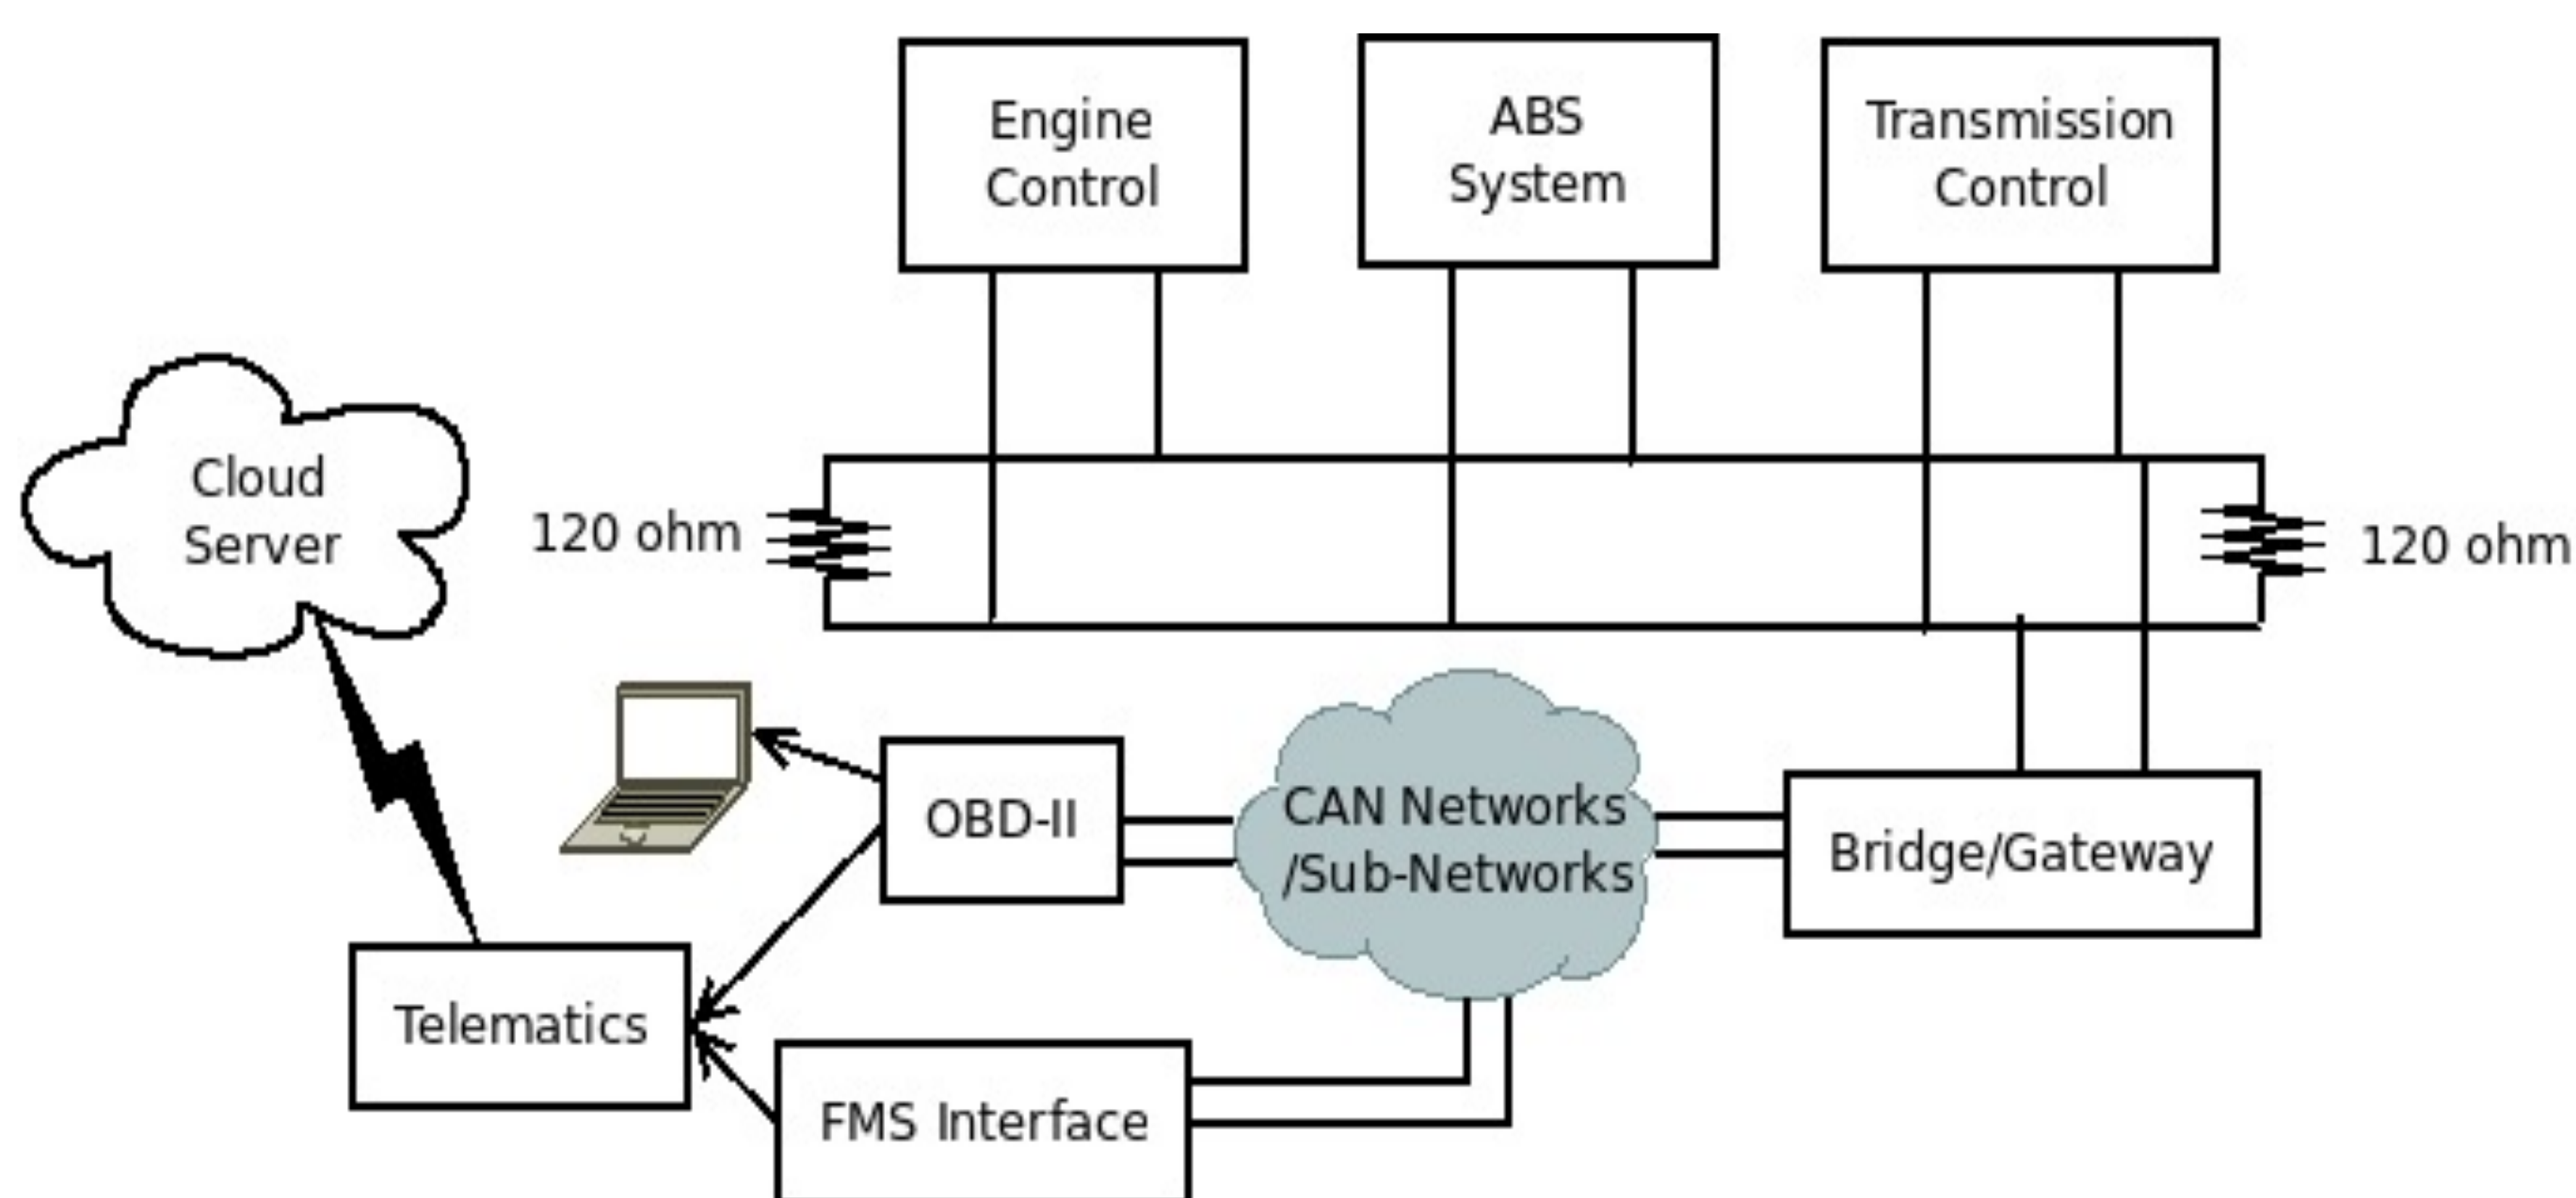 Engine
Control
ABS
System
Transmission
Control
Cloud
Server
120 ohm
120 ohm
OBD-II
CAN Networks
/Sub-Networks
Bridge/Gateway
Telematics
FMS Interface